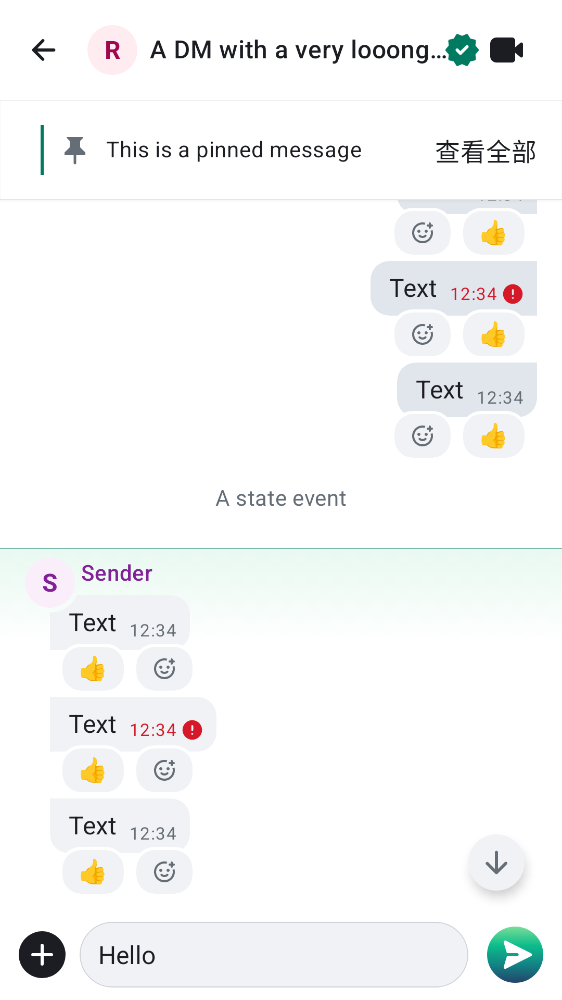 R
A DM with a very looong…
This is a pinned message
查看全部
Text 12:34
Text 12:34
A state event
S
Sender
Text 12:34
Text 12:34
Text 12:34
Hello